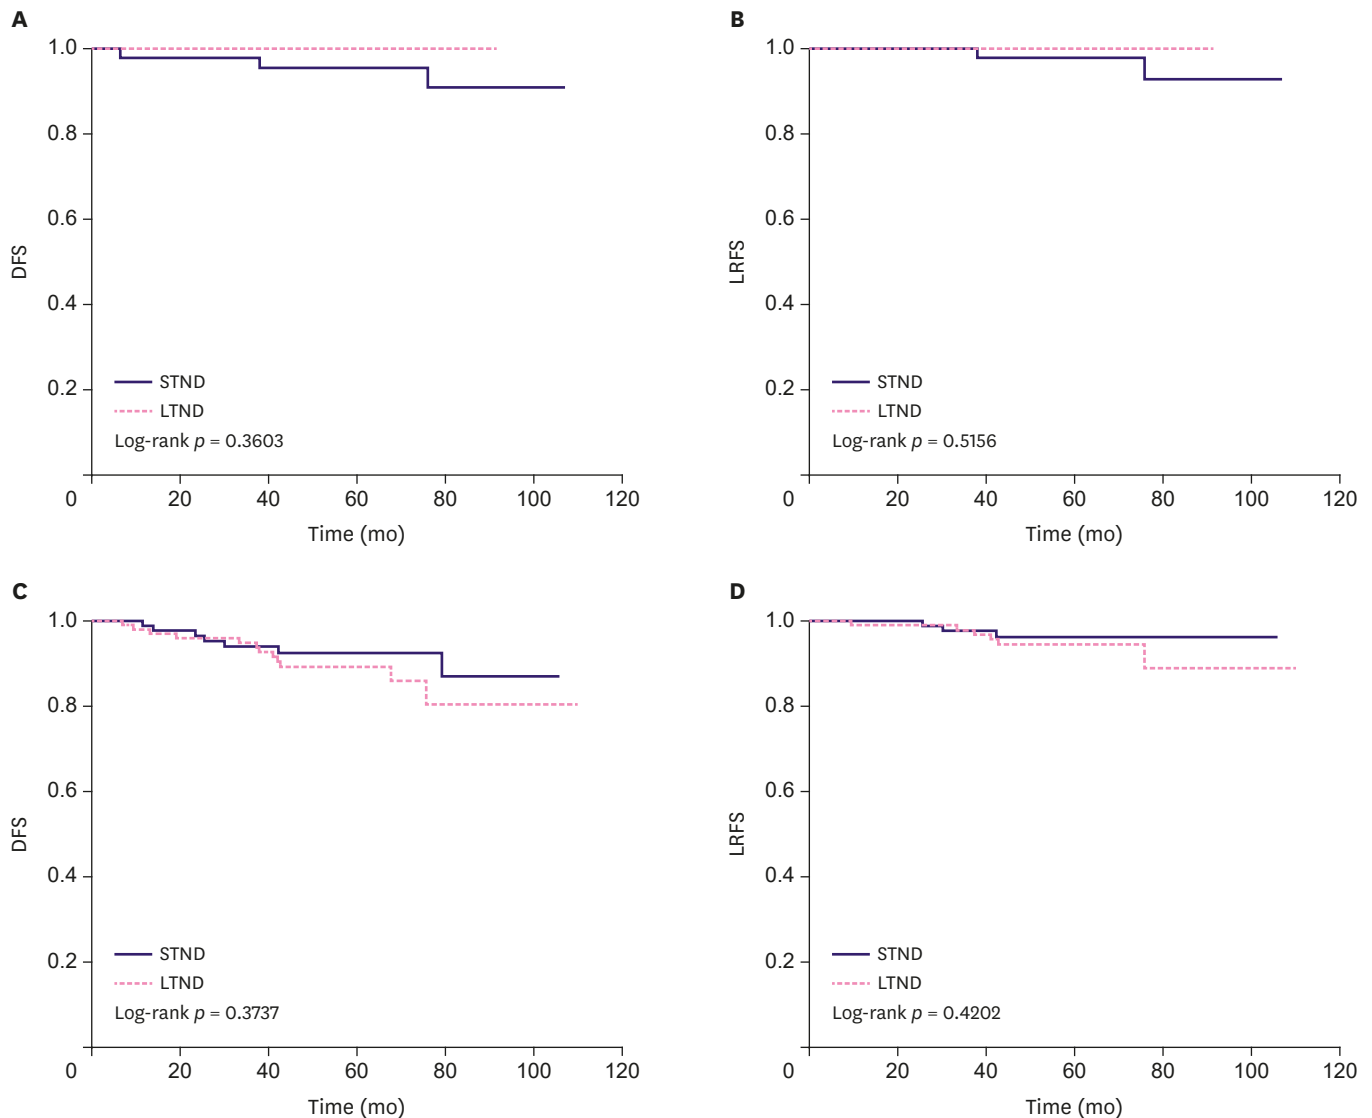 A
1.0
0.8
0.6
0.4
0.2
DFS
STND
LTND
Log-rank p = 0.3603
0 20 40 60 80 100 120
Time (mo)
B
1.0
0.8
0.6
0.4
0.2
LRFS
STND
LTND
Log-rank p = 0.5156
0 20 40 60 80 100 120
Time (mo)
C
1.0
0.8
0.6
0.4
0.2
DFS
STND
LTND
Log-rank p = 0.3737
0 20 40 60 80 100 120
Time (mo)
D
1.0
0.8
0.6
0.4
0.2
LRFS
STND
LTND
Log-rank p = 0.4202
0 20 40 60 80 100 120
Time (mo)